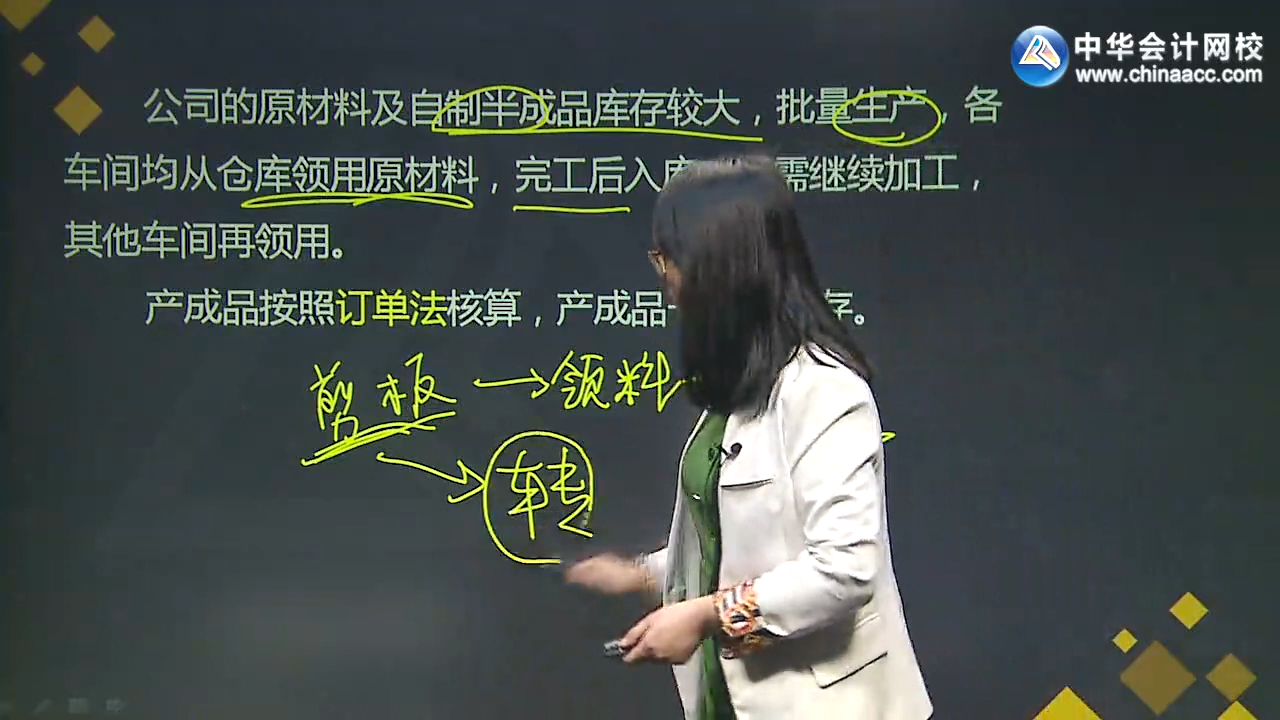 中华会计网校
www.chinaacc.com
公司的原材料及自制半成品库存较大，批量生产，各
车间均从仓库领用原材料，完工后入库 需继续加工，
其他车间再领用。
产成品按照订单法核算，产成品 存。
剪板 → 领料
转